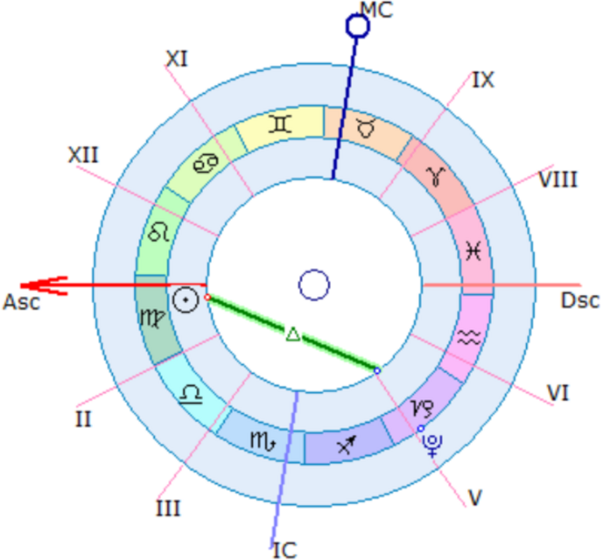 MC
XI
IX
XII
VIII
♊
♉
♋
♈
♌
♓
Asc
Dsc
☉
♍
♒
△
♎
♑
VI
II
♏
♐
♇
III
V
IC